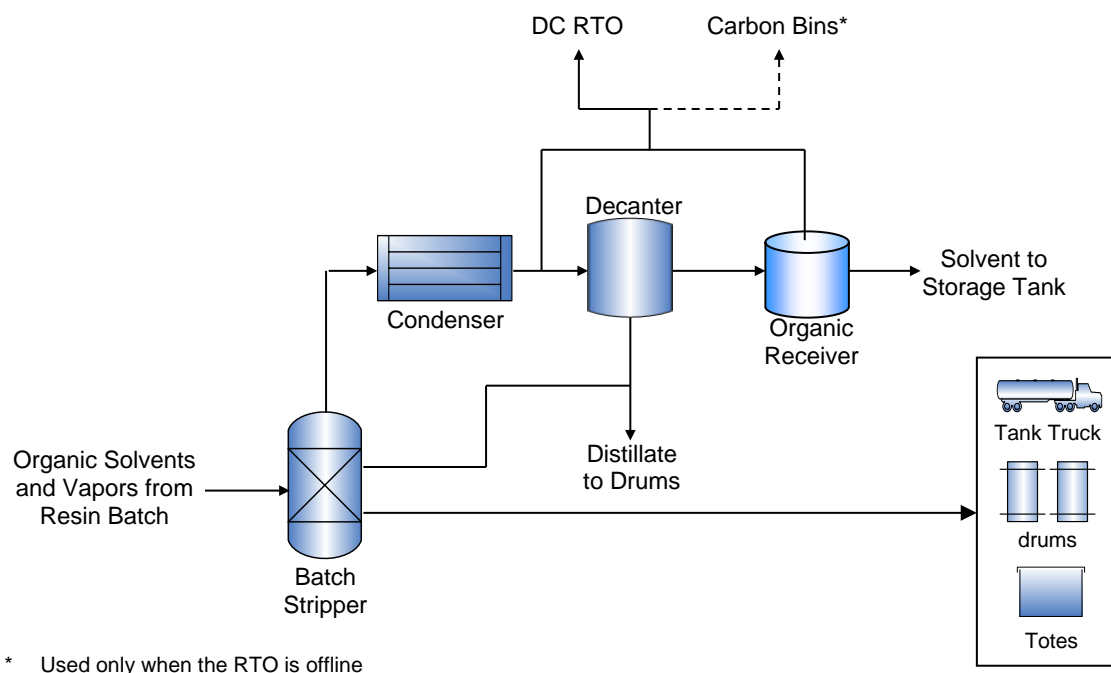 DC RTO
Carbon Bins*
Decanter
Condenser
Organic
Receiver
Solvent to
Storage Tank
Tank Truck
Organic Solvents
and Vapors from
Resin Batch
Distillate
to Drums
drums
Batch
Stripper
Totes
* Used only when the RTO is offline